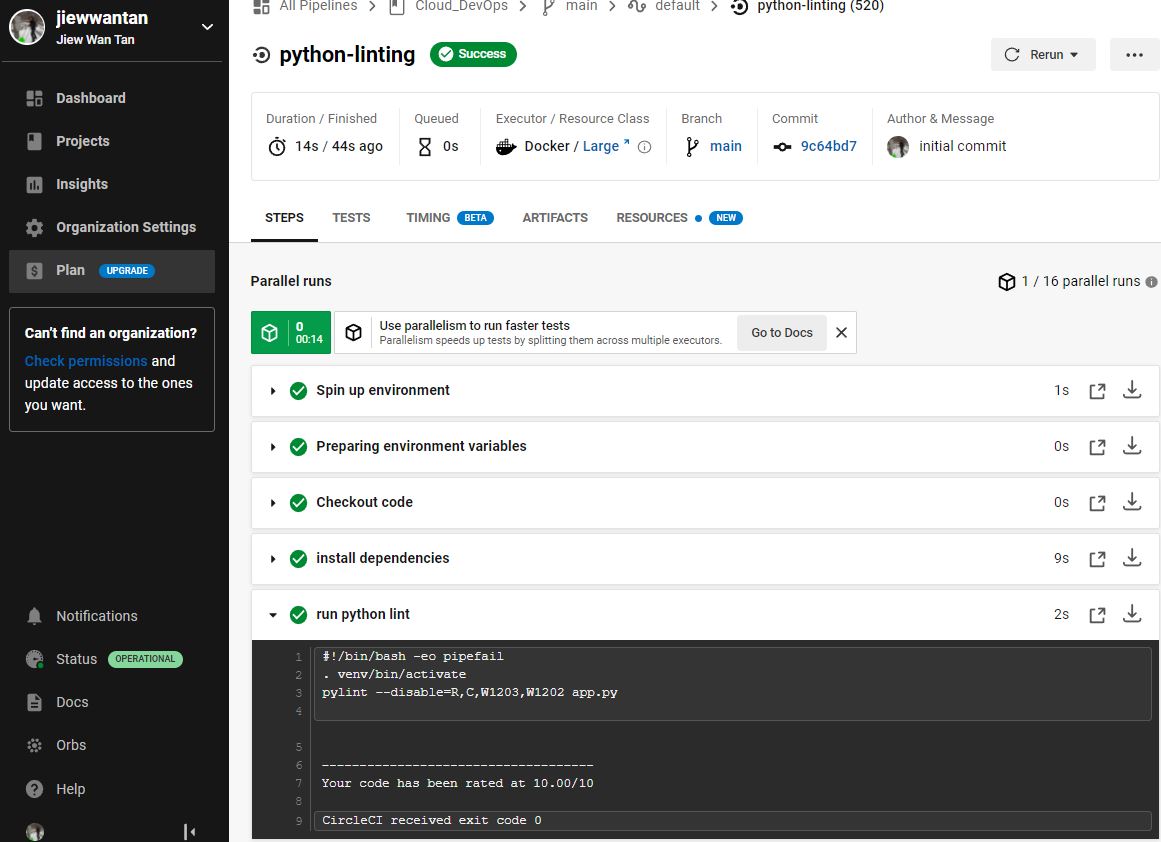 jiewwantan
Jiew Wan Tan
Dashboard
Projects
Insights
Organization Settings
Plan UPGRADE
Can't find an organization?
Check permissions and
update access to the ones
you want.
Notifications
Status OPERATIONAL
Docs
Orbs
Help
All Pipelines Cloud_DevOps main default python-linting (520)
python-linting Success
Rerun
Duration / Finished Queued Executor / Resource Class Branch Commit Author & Message
14s / 44s ago 0s Docker / Large main 9c64bd7 initial commit
STEPS TESTS TIMING BETA ARTIFACTS RESOURCES NEW
Parallel runs 1 / 16 parallel runs
0
00:14
Use parallelism to run faster tests
Parallelism speeds up tests by splitting them across multiple executors.
Go to Docs
Spin up environment 1s
Preparing environment variables 0s
Checkout code 0s
install dependencies 9s
run python lint 2s
1 #!/bin/bash -eo pipefail
2 . venv/bin/activate
3 pylint --disable=R,C,W1203,W1202 app.py
4
5
6 ------------------------------------
7 Your code has been rated at 10.00/10
8
9 CircleCI received exit code 0